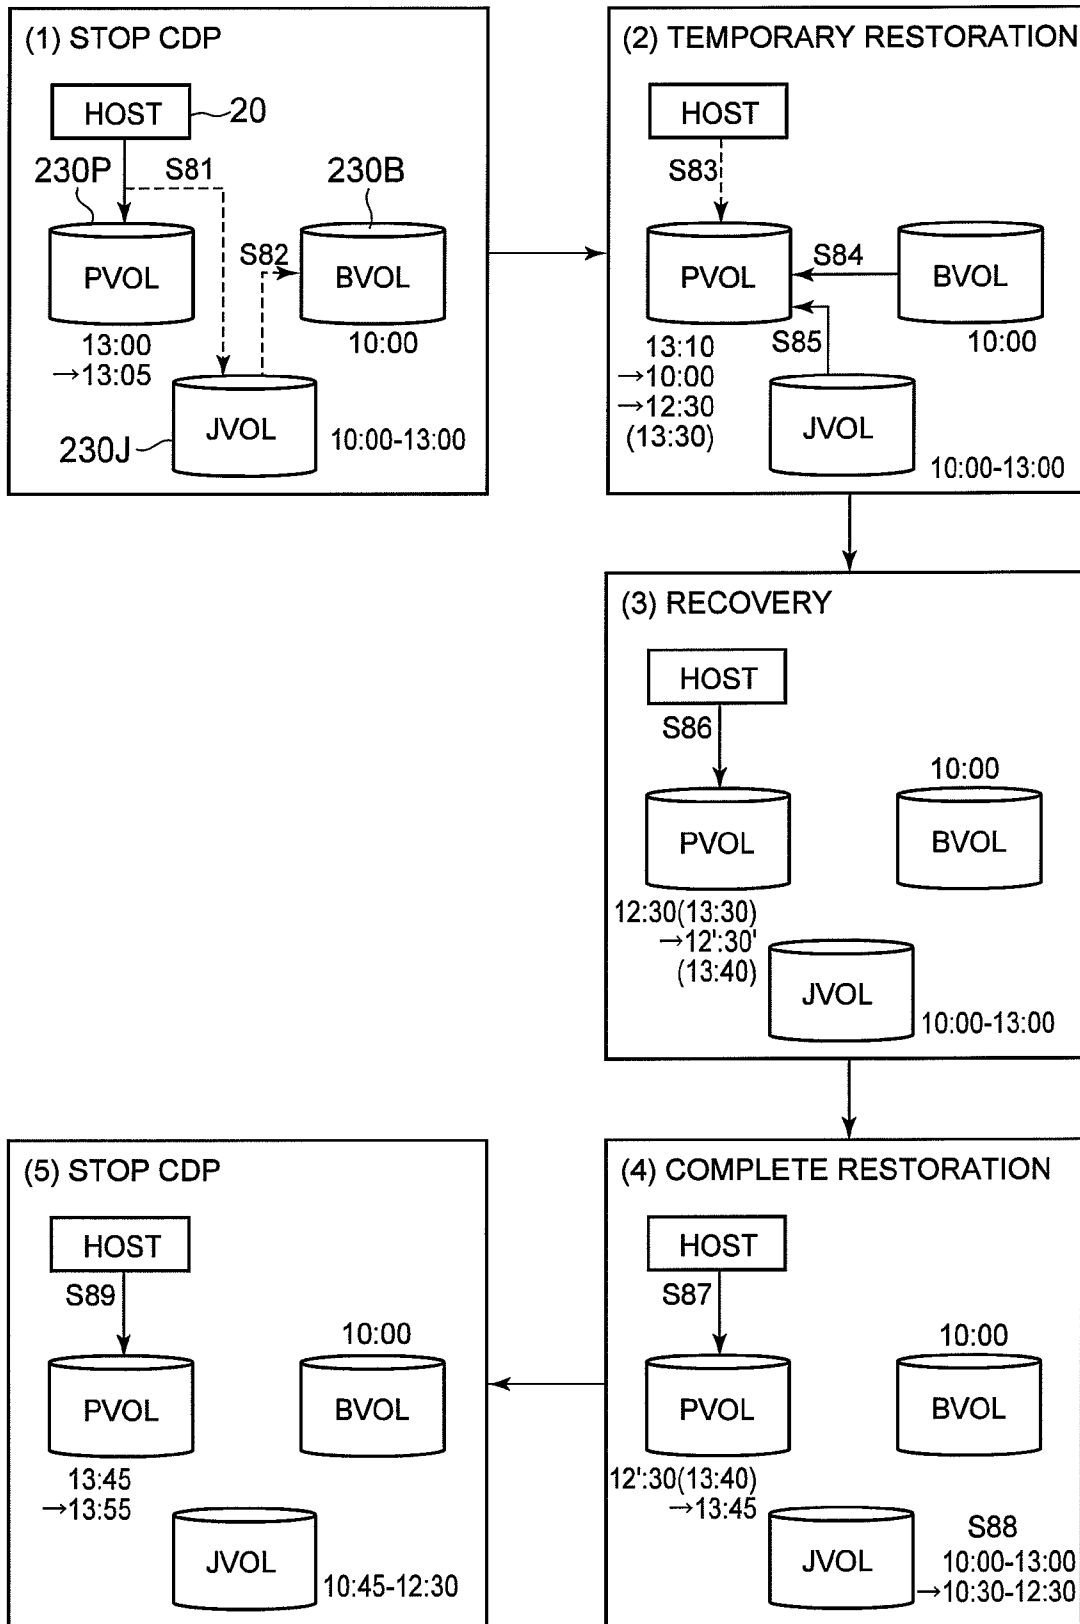 (1) STOP CDP
HOST
20
230P
S81
230B
S82
PVOL
BVOL
13:00
→13:05
10:00
JVOL
230J
10:00-13:00
(2) TEMPORARY RESTORATION
HOST
S83
S84
PVOL
BVOL
S85
13:10
→10:00
→12:30
(13:30)
10:00
JVOL
10:00-13:00
(3) RECOVERY
HOST
S86
10:00
PVOL
BVOL
12:30(13:30)
→12':30'
(13:40)
JVOL
10:00-13:00
(4) COMPLETE RESTORATION
HOST
S87
10:00
PVOL
BVOL
12':30(13:40)
→13:45
JVOL
S88
10:00-13:00
→10:30-12:30
(5) STOP CDP
HOST
S89
10:00
PVOL
BVOL
13:45
→13:55
JVOL
10:45-12:30